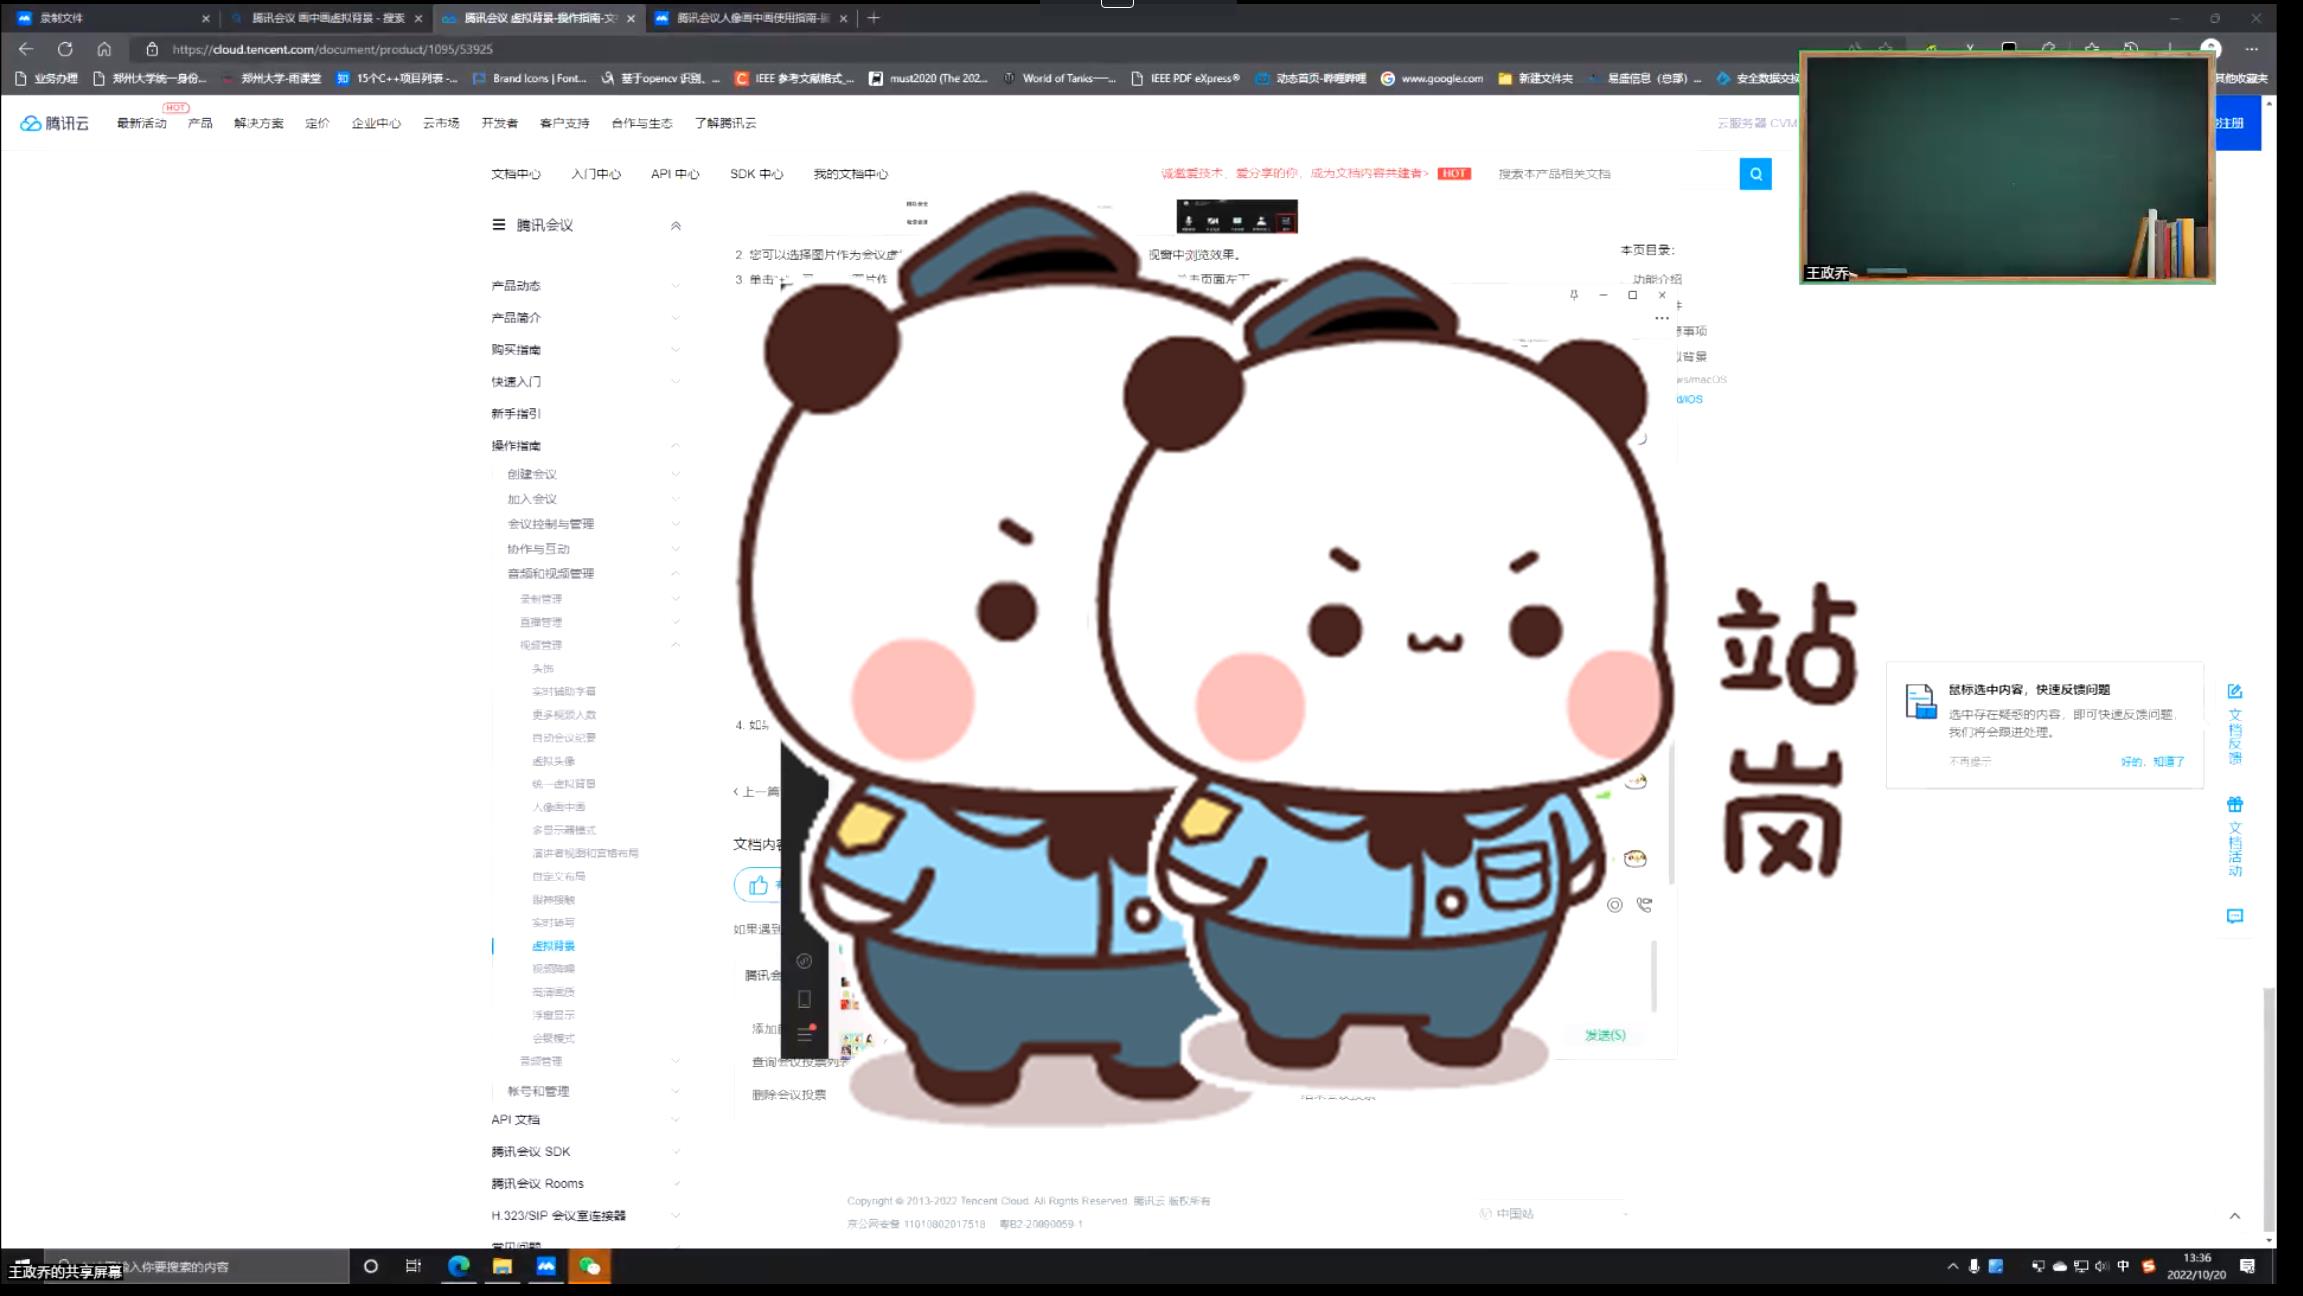 录制文件
腾讯会议 画中画虚拟背景 - 搜索
腾讯会议 虚拟背景-操作指南-文
腾讯会议人像画中画使用指南-
https://cloud.tencent.com/document/product/1095/53925
业务办理
郑州大学统一身份...
郑州大学-雨课堂
15个C++项目列表 -...
Brand Icons | Font...
基于opencv 识别、...
IEEE 参考文献格式_...
must2020 (The 202...
World of Tanks——...
IEEE PDF eXpress®
动态首页-哔哩哔哩
www.google.com
新建文件夹
易盛信息（总部）...
安全数据交换
其他收藏夹
腾讯云
最新活动
HOT
产品
解决方案
定价
企业中心
云市场
开发者
客户支持
合作与生态
了解腾讯云
云服务器 CVM
注册
文档中心
入门中心
API 中心
SDK 中心
我的文档中心
诚邀爱技术、爱分享的你，成为文档内容共建者>
HOT
搜索本产品相关文档
王政乔
腾讯会议
产品动态
产品简介
购买指南
快速入门
新手指引
操作指南
创建会议
加入会议
会议控制与管理
协作与互动
音频和视频管理
录制管理
直播管理
视频管理
头饰
实时辅助字幕
更多视频人数
自动会议纪要
虚拟头像
统一虚拟背景
人像画中画
多显示器模式
演讲者视图和宫格布局
自定义布局
眼神接触
实时转写
虚拟背景
视频降噪
高清画质
浮窗显示
会聚模式
音频管理
帐号和管理
API 文档
腾讯会议 SDK
腾讯会议 Rooms
H.323/SIP 会议室连接器
常见问题
2. 您可以选择图片作为会议虚
视窗中浏览效果。
3. 单击
图片作
击页面左下
4. 如
上一篇
文档内容
如果遇到
腾讯会
添加
查询会议投票列
删除会议投票
结束会议投票
本页目录：
功能介绍
事项
背景
ws/macOS
d/iOS
站
岗
发送(S)
鼠标选中内容，快速反馈问题
选中存在疑惑的内容，即可快速反馈问题，
我们将会跟进处理。
不再提示
好的，知道了
文档反馈
文档活动
Copyright © 2013-2022 Tencent Cloud. All Rights Reserved. 腾讯云 版权所有
京公网安备 11010802017518
粤B2-20090059-1
中国站
王政乔的共享屏幕
输入你要搜索的内容
中
13:36
2022/10/20